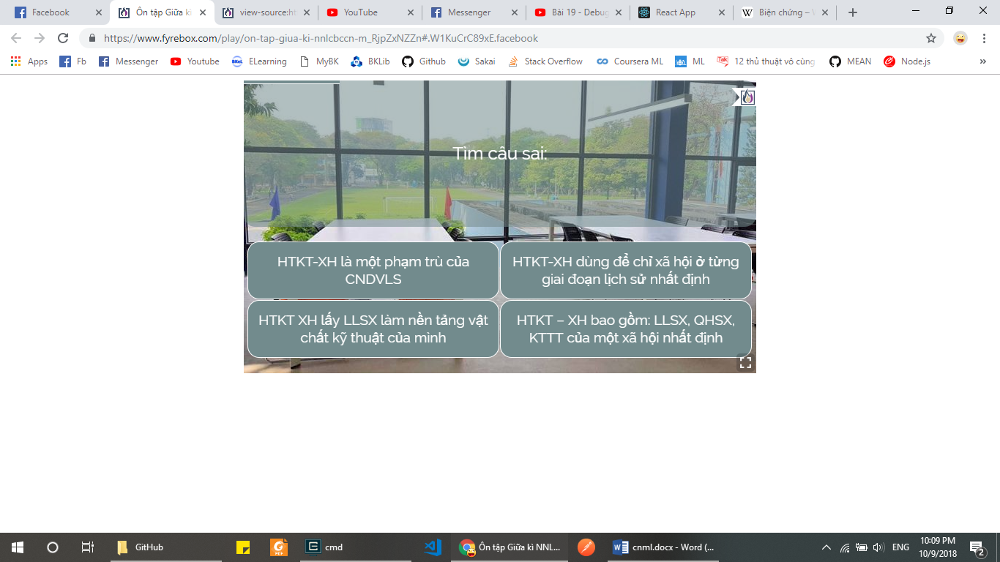 Facebook
Ôn tập Giữa kì
view-source:ht
YouTube
Messenger
Bài 19 - Debug
React App
Biện chứng – W
https://www.fyrebox.com/play/on-tap-giua-ki-nnlcbccn-m_RjpZxNZZn#.W1KuCrC89xE.facebook
Apps
Fb
Messenger
Youtube
ELearning
MyBK
BKLib
Github
Sakai
Stack Overflow
Coursera ML
ML
12 thủ thuật vô cùng
MEAN
Node.js
»
Tìm câu sai:
HTKT-XH là một phạm trù của
CNDVLS
HTKT-XH dùng để chỉ xã hội ở từng
giai đoạn lịch sử nhất định
HTKT XH lấy LLSX làm nền tảng vật
chất kỹ thuật của mình
HTKT – XH bao gồm: LLSX, QHSX,
KTTT của một xã hội nhất định
GitHub
cmd
Ôn tập Giữa kì NNL...
cnml.docx - Word (...
ENG
10:09 PM
10/9/2018
2